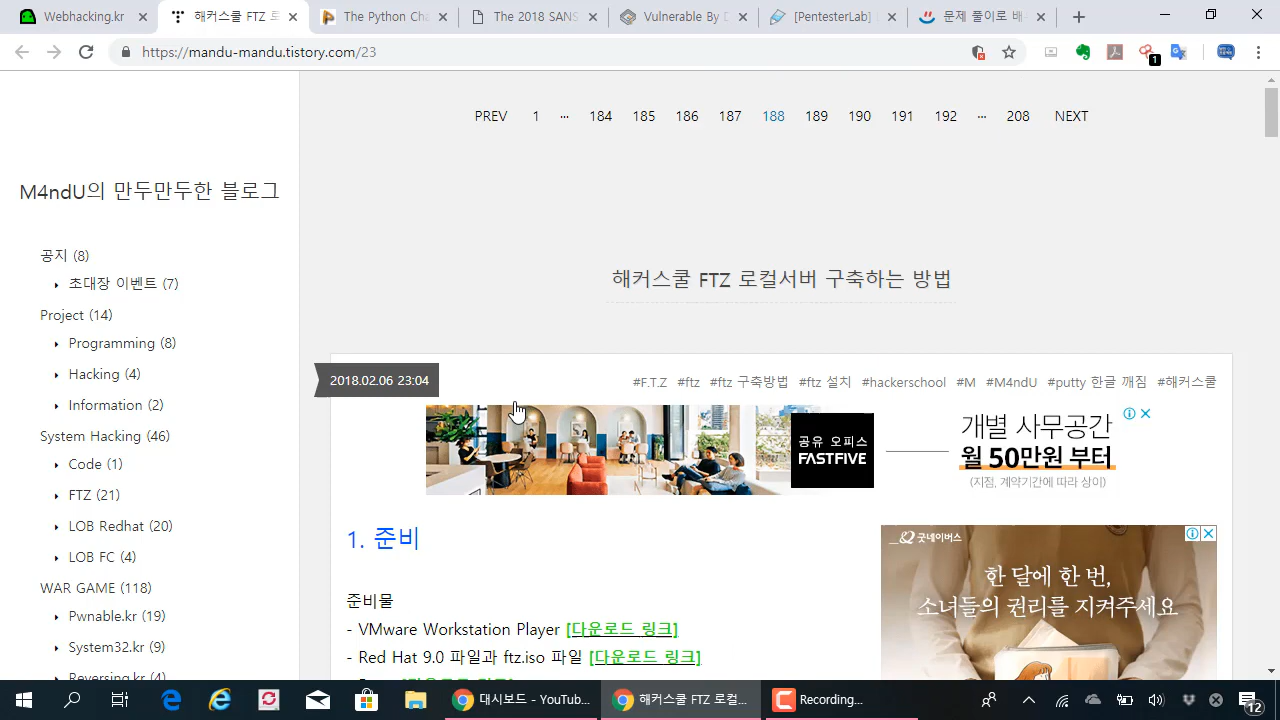 Webhacking.kr
해커스쿨 FTZ 로
The Python Cha
The 2018 SANS
Vulnerable By
[PentesterLab]
문제 풀이로 배
https://mandu-mandu.tistory.com/23
1
PREV 1 ... 184 185 186 187 188 189 190 191 192 ... 208 NEXT
M4ndU의 만두만두한 블로그
공지 (8)
초대장 이벤트 (7)
Project (14)
Programming (8)
Hacking (4)
Information (2)
System Hacking (46)
Code (1)
FTZ (21)
LOB Redhat (20)
LOB FC (4)
WAR GAME (118)
Pwnable.kr (19)
System32.kr (9)
Reversing.kr (4)
해커스쿨 FTZ 로컬서버 구축하는 방법
2018.02.06 23:04
#F.T.Z #ftz #ftz 구축방법 #ftz 설치 #hackerschool #M #M4ndU #putty 한글 깨짐 #해커스쿨
공유 오피스
FASTFIVE
개별 사무공간
월 50만원 부터
(지점, 계약기간에 따라 상이)
1. 준비
준비물
- VMware Workstation Player [다운로드 링크]
- Red Hat 9.0 파일과 ftz.iso 파일 [다운로드 링크]
굿네이버스
한 달에 한 번,
소녀들의 권리를 지켜주세요
대시보드 - YouTub...
해커스쿨 FTZ 로컬...
Recording...
12